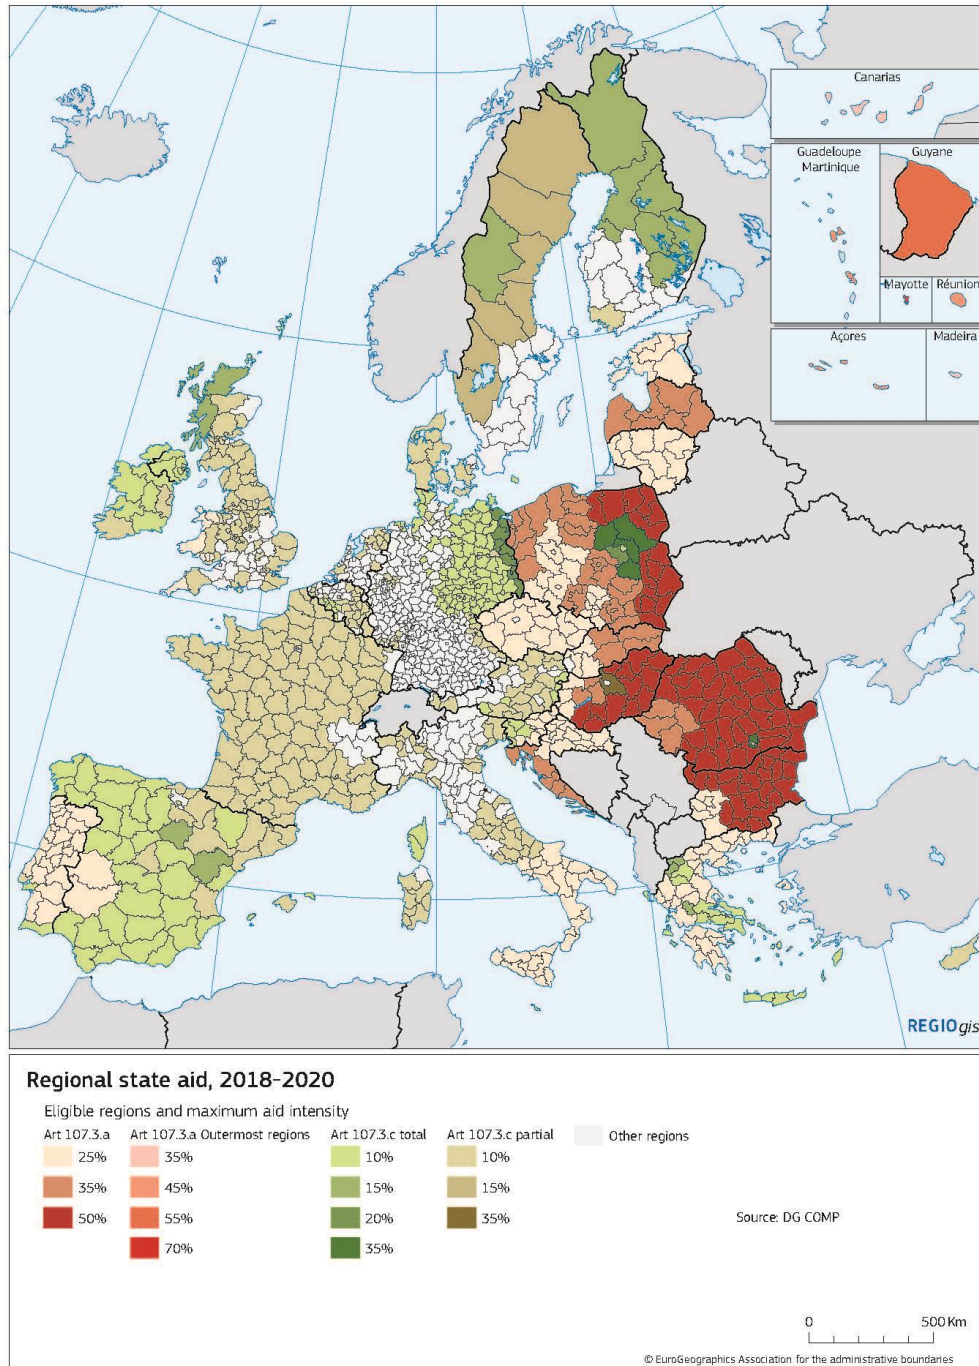 Canarias
Guadeloupe
Martinique
Guyane
Mayotte
Réunion
Açores
Madeira
REGIOgis
Regional state aid, 2018-2020
Eligible regions and maximum aid intensity
Art 107.3.a
25%
35%
50%
Art 107.3.a Outermost regions
35%
45%
55%
70%
Art 107.3.c total
10%
15%
20%
35%
Art 107.3.c partial
10%
15%
35%
Other regions
Source: DG COMP
0 500 Km
© EuroGeographics Association for the administrative boundaries